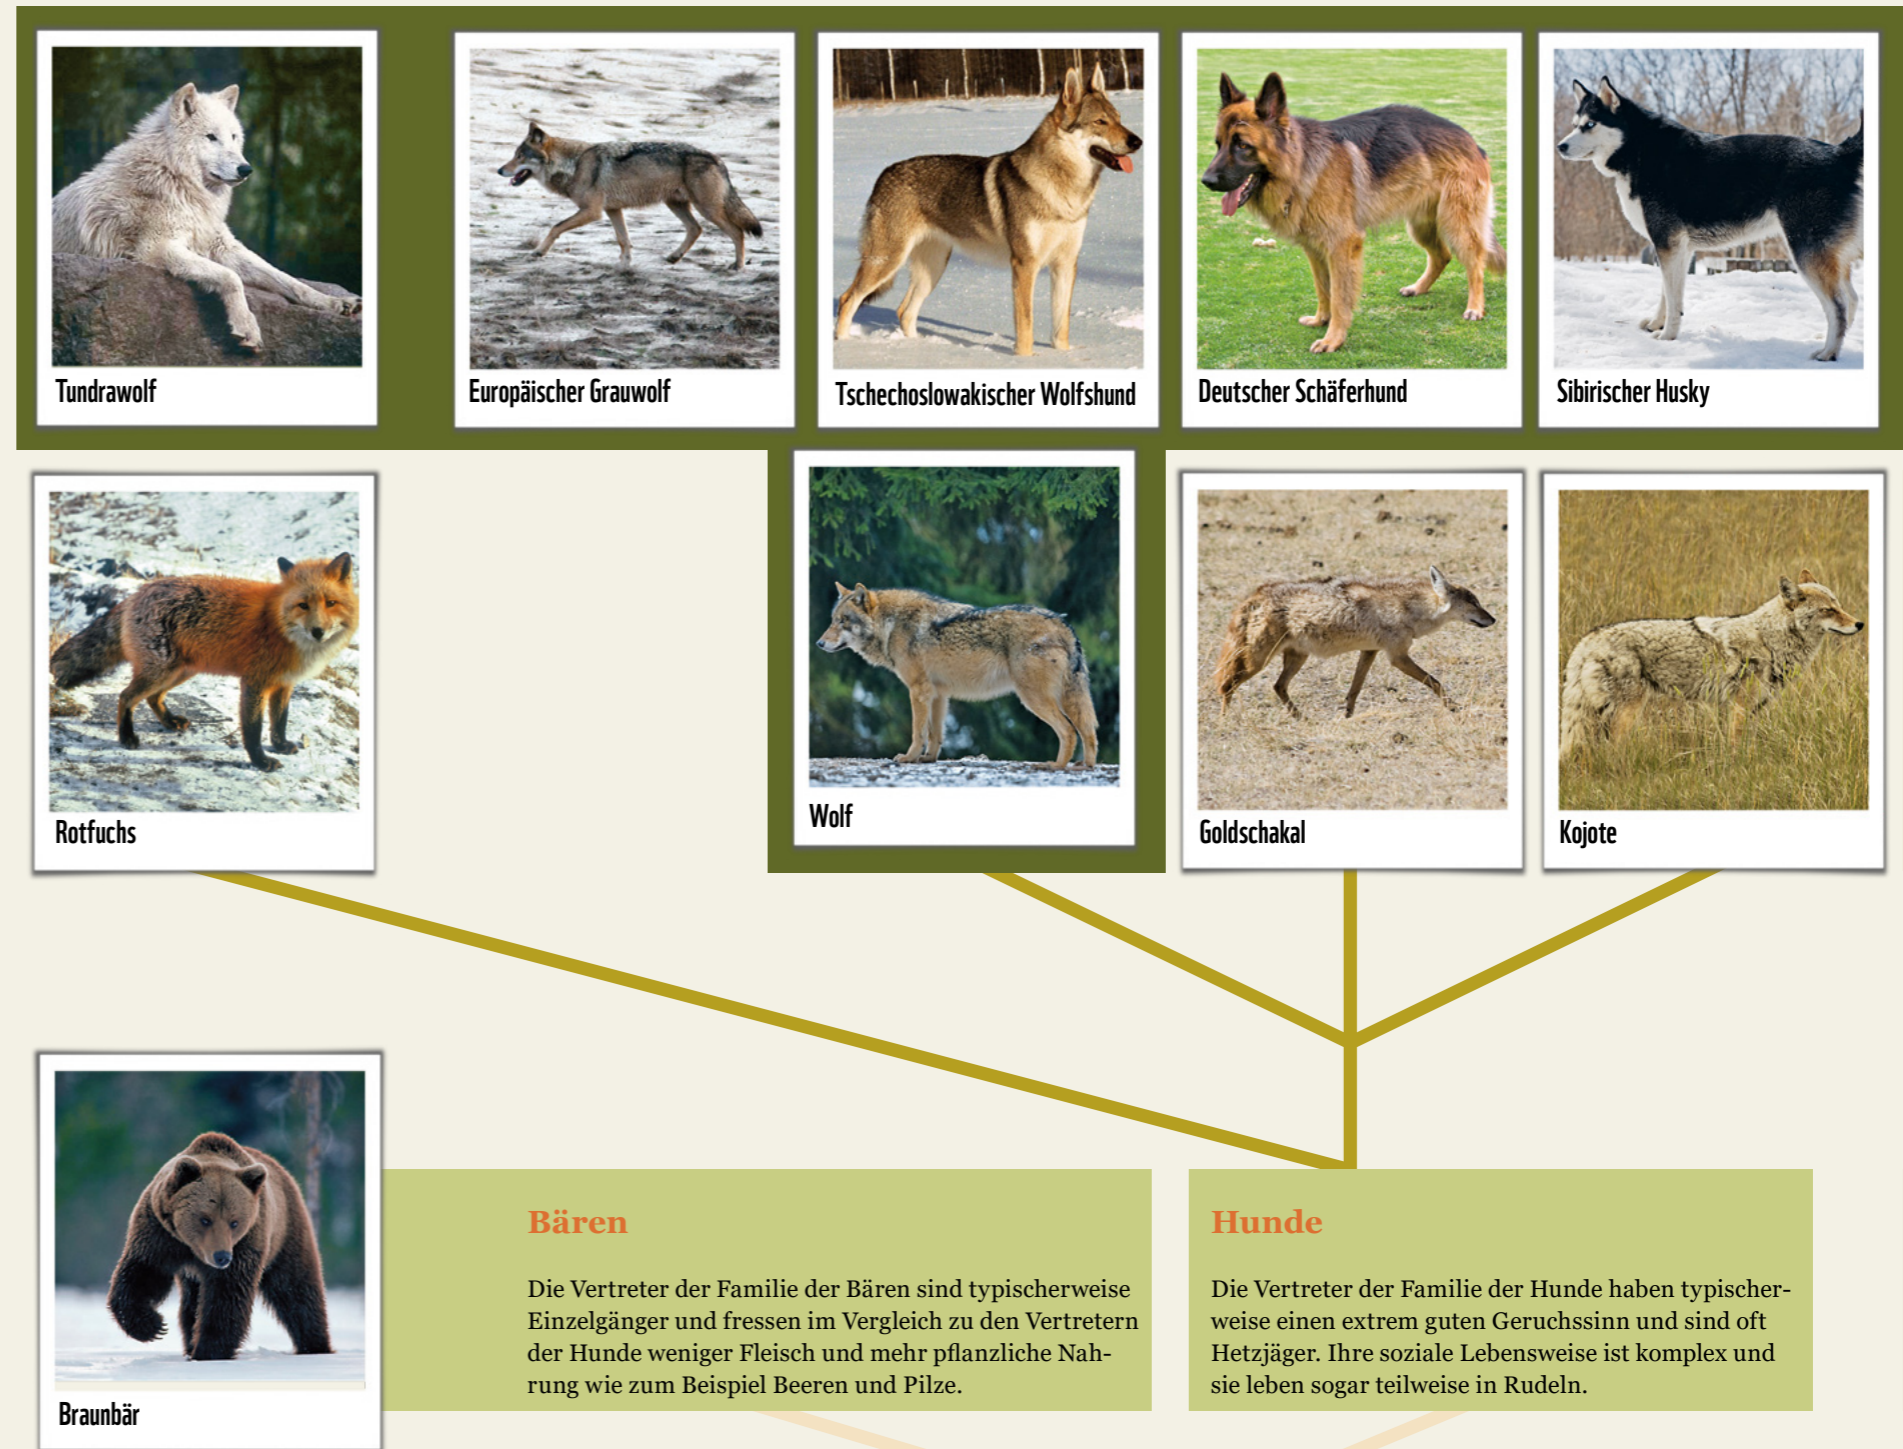 Tundrawolf
Europäischer Grauwolf
Tschechoslowakischer Wolfshund
Deutscher Schäferhund
Sibirischer Husky
Rotfuchs
Wolf
Goldschakal
Kojote
Braunbär
Bären
Die Vertreter der Familie der Bären sind typischerweise
Einzelgänger und fressen im Vergleich zu den Vertretern
der Hunde weniger Fleisch und mehr pflanzliche Nah-
rung wie zum Beispiel Beeren und Pilze.
Hunde
Die Vertreter der Familie der Hunde haben typischer-
weise einen extrem guten Geruchssinn und sind oft
Hetzjäger. Ihre soziale Lebensweise ist komplex und
sie leben sogar teilweise in Rudeln.